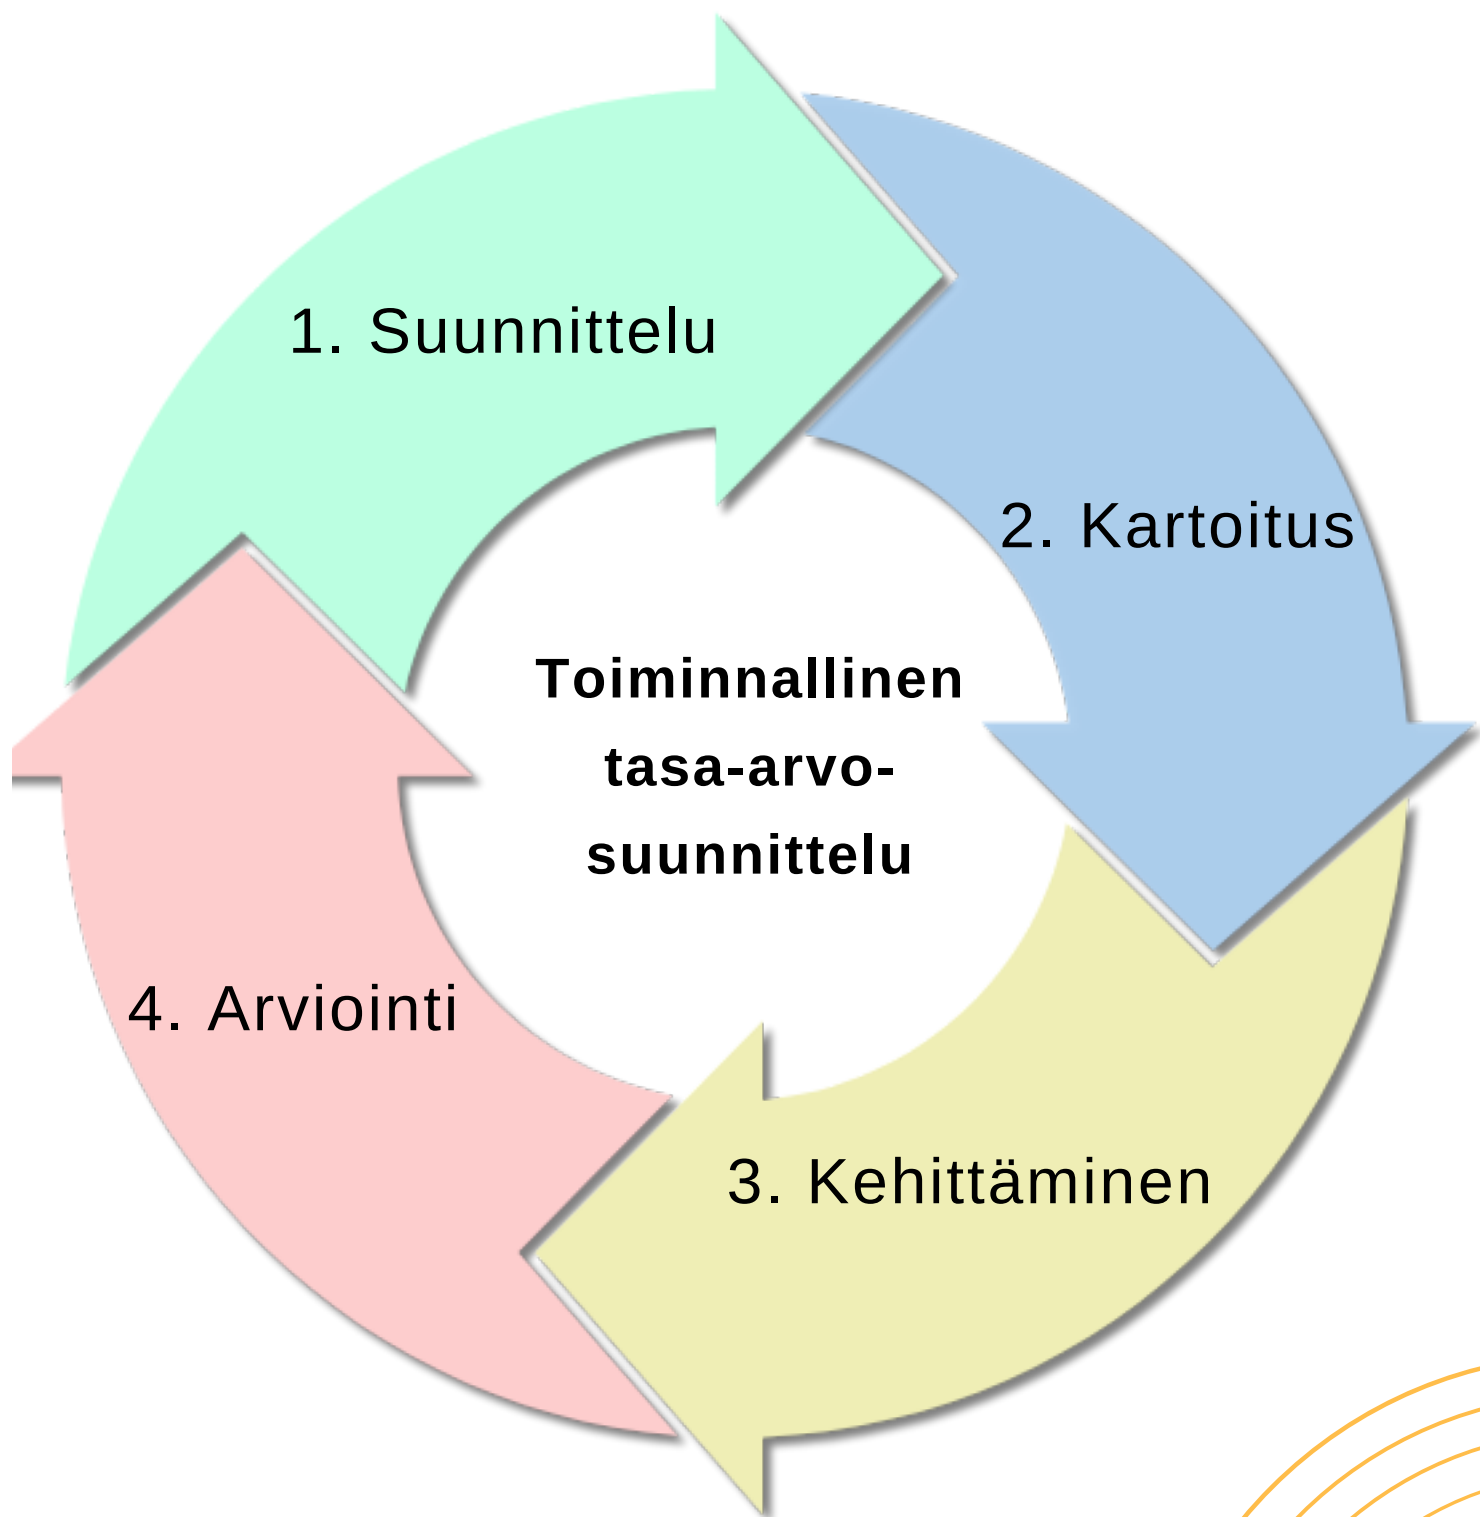 1. Suunnittelu
2. Kartoitus
Toiminnallinen
tasa-arvo-
suunnittelu
4. Arviointi
3. Kehittäminen